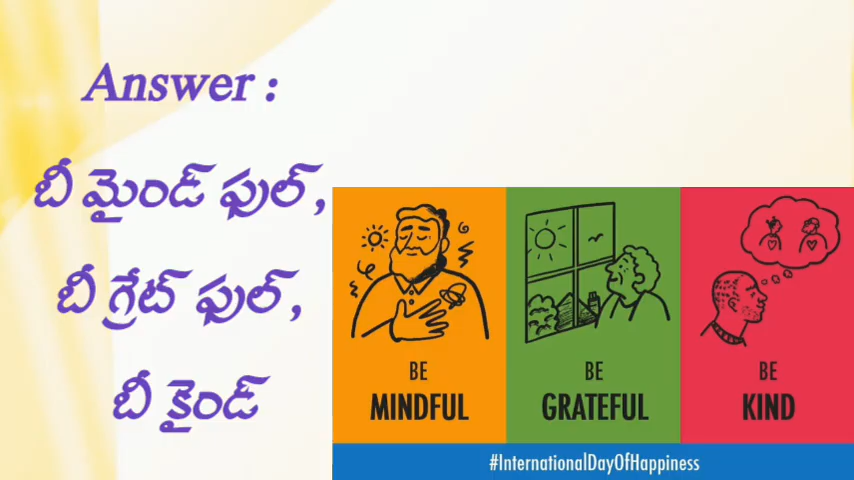 Answer :
బీ మైండ్ ఫుల్,
బీ గ్రేట్ ఫుల్,
బీ కైండ్
BE
MINDFUL
BE
GRATEFUL
BE
KIND
#InternationalDayOfHappiness